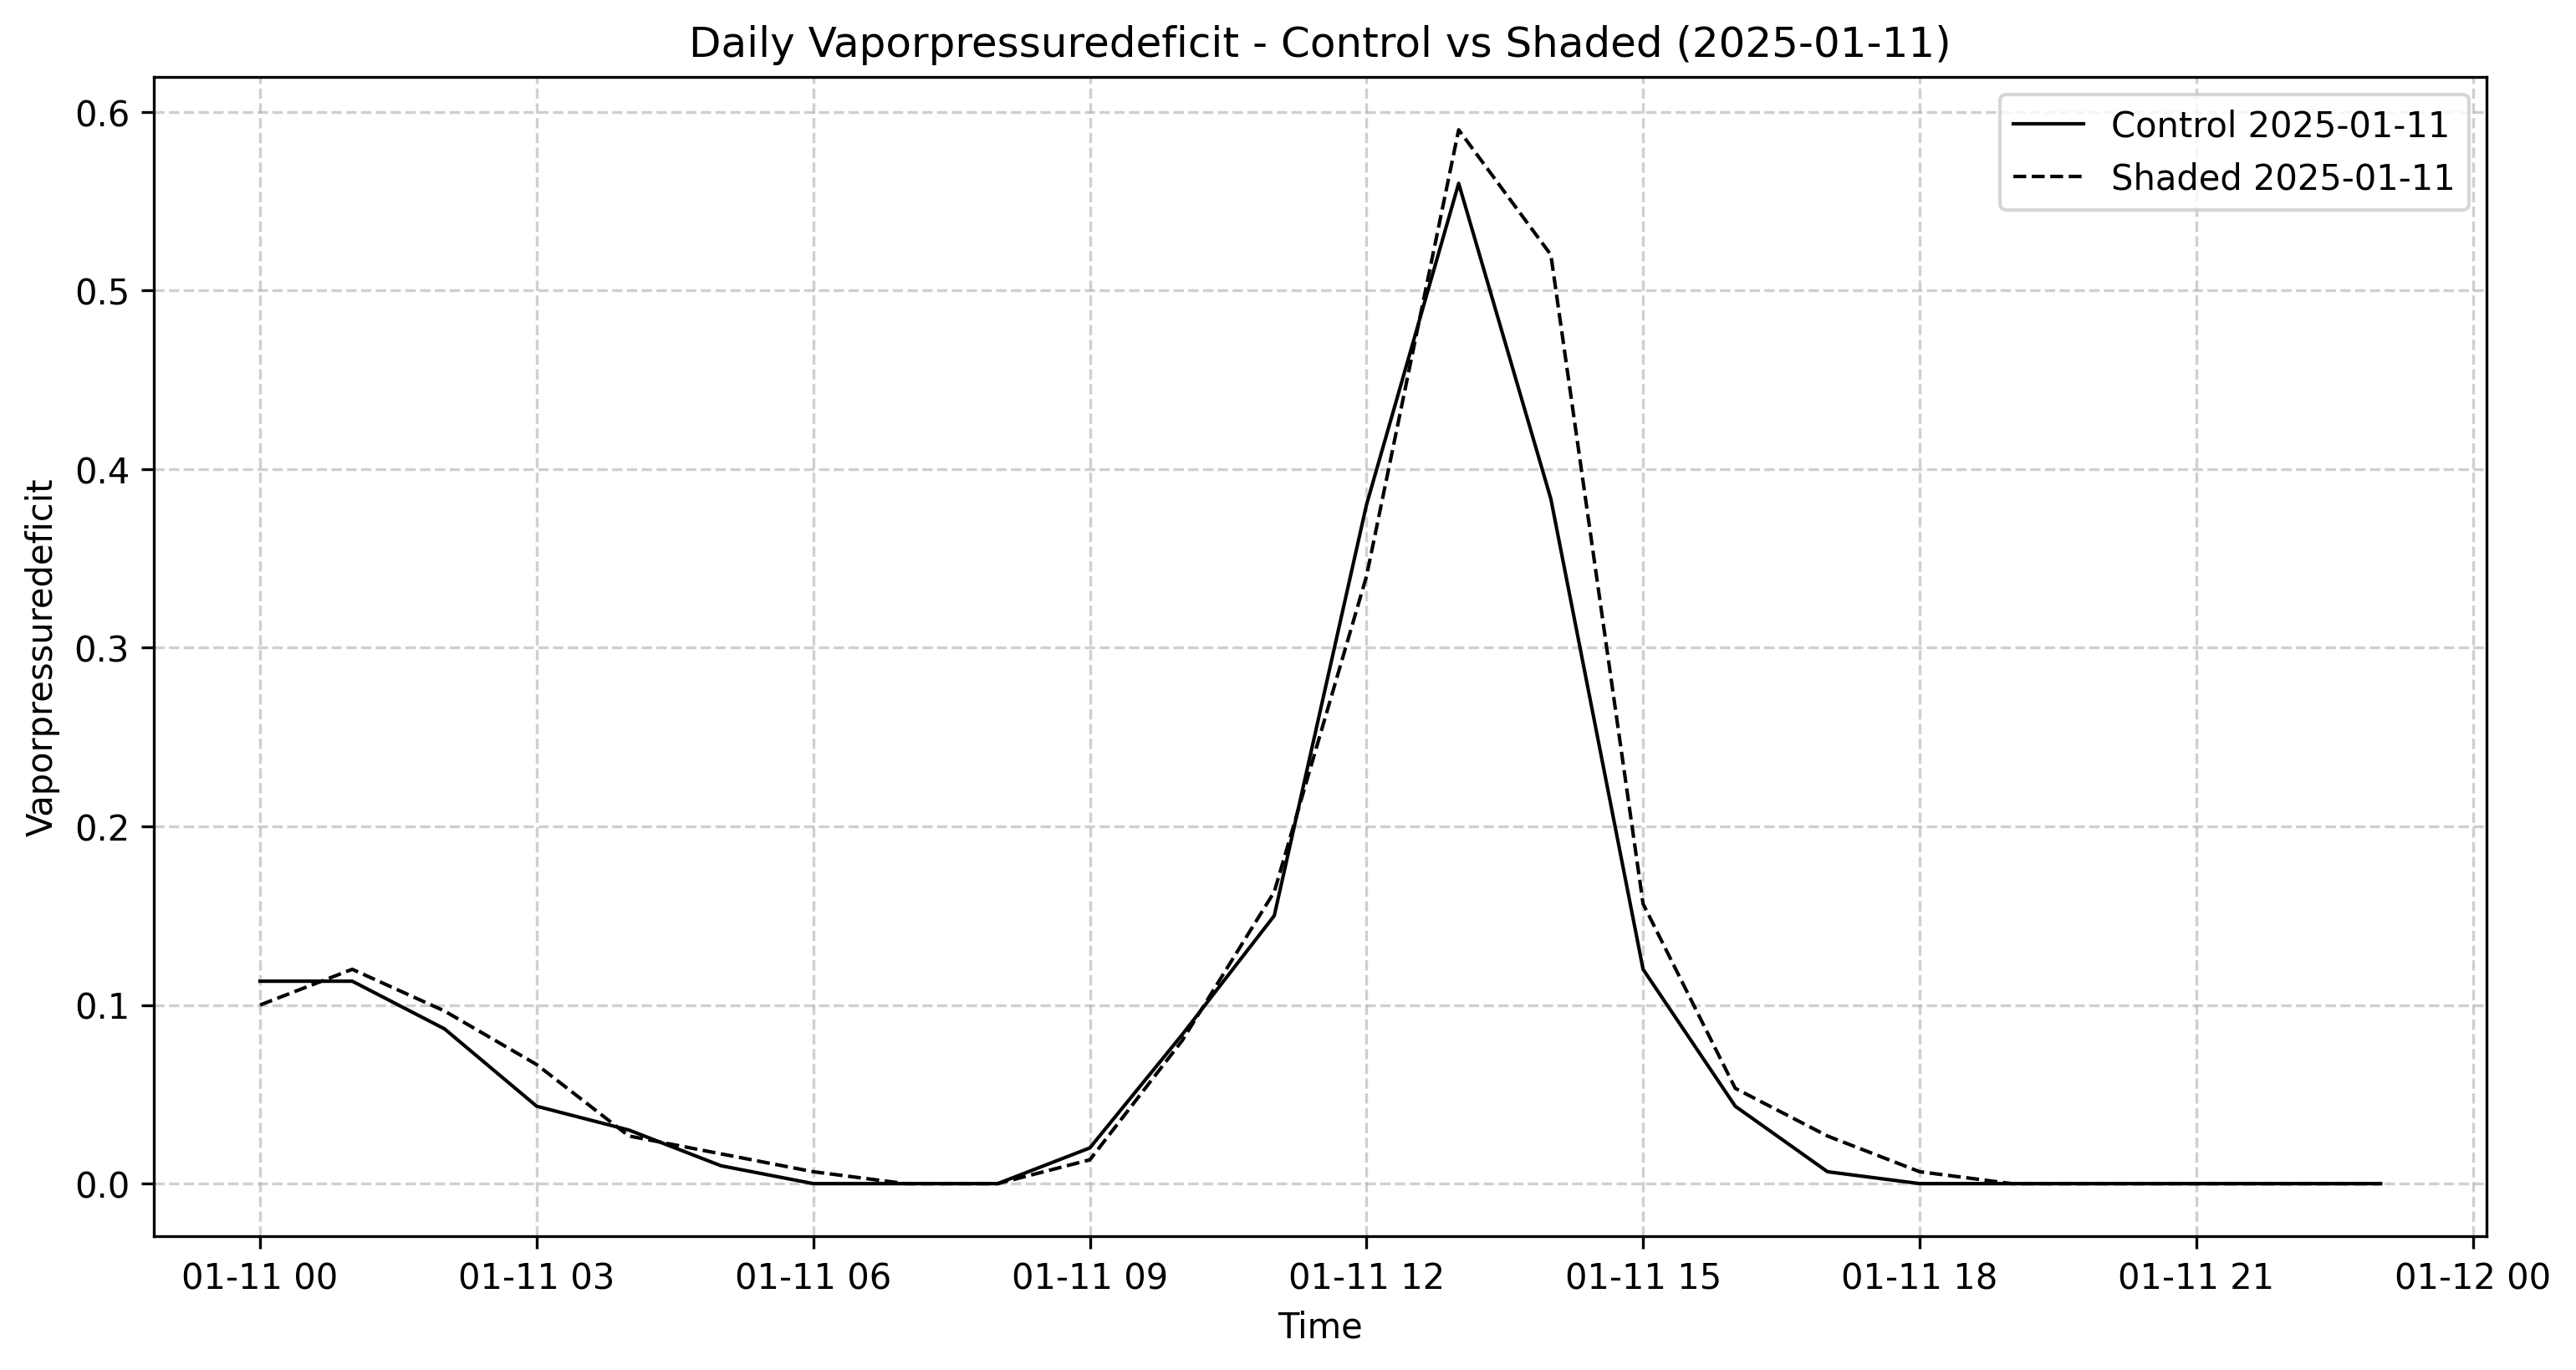 Daily Vaporpressuredeficit - Control vs Shaded (2025-01-11)
Control 2025-01-11
Shaded 2025-01-11
Vaporpressuredeficit
0.6
0.5
0.4
0.3
0.2
0.1
0.0
01-11 00 01-11 03 01-11 06 01-11 09 01-11 12 01-11 15 01-11 18 01-11 21 01-12 00
Time